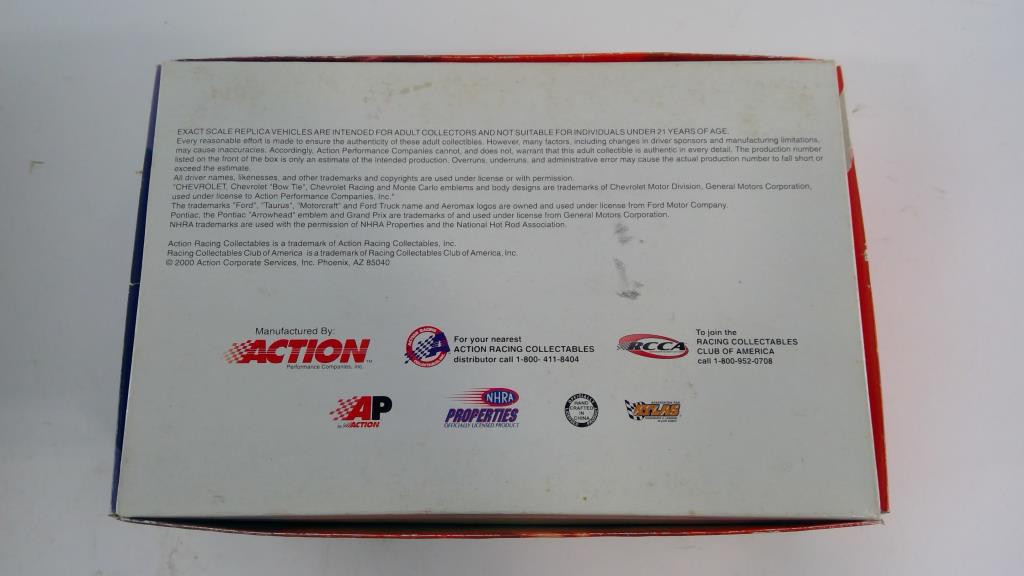 EXACT SCALE REPLICA VEHICLES ARE INTENDED FOR ADULT COLLECTORS AND NOT SUITABLE FOR INDIVIDUALS UNDER 21 YEARS OF AGE.
Every reasonable effort is made to ensure the authenticity of these adult collectibles. However, many factors, including changes in driver sponsors and manufacturing limitations,
may cause inaccuracies. Accordingly, Action Performance Companies cannot, and does not, warrant that this adult collectible is authentic in every detail. The production number
listed on the front of the box is only an estimate of the intended production. Overruns, underruns, and administrative error may cause the actual production number to fall short or
exceed the estimate.
All driver names, likenesses, and other trademarks and copyrights are used under license or with permission.
"CHEVROLET, Chevrolet "Bow Tie", Chevrolet Racing and Monte Carlo emblems and body designs are trademarks of Chevrolet Motor Division, General Motors Corporation,
used under license to Action Performance Companies, Inc."
The trademarks "Ford", "Taurus", "Motorcraft" and Ford Truck name and Aeromax logos are owned and used under license from Ford Motor Company.
Pontiac, the Pontiac "Arrowhead" emblem and Grand Prix are trademarks of and used under license from General Motors Corporation.
NHRA trademarks are used with the permission of NHRA Properties and the National Hot Rod Association.
Action Racing Collectables is a trademark of Action Racing Collectables, Inc.
Racing Collectables Club of America is a trademark of Racing Collectables Club of America, Inc.
© 2000 Action Corporate Services, Inc. Phoenix, AZ 85040
Manufactured By:
ACTION™
Performance Companies, Inc.
ACTION RACING
For your nearest
ACTION RACING COLLECTABLES
distributor call 1-800- 411-8404
RCCA
To join the
RACING COLLECTABLES
CLUB OF AMERICA
call 1-800-952-0708
AP
by ACTION
NHRA
PROPERTIES
OFFICIALLY LICENSED PRODUCT
HAND
CRAFTED
IN
CHINA
ATLAS